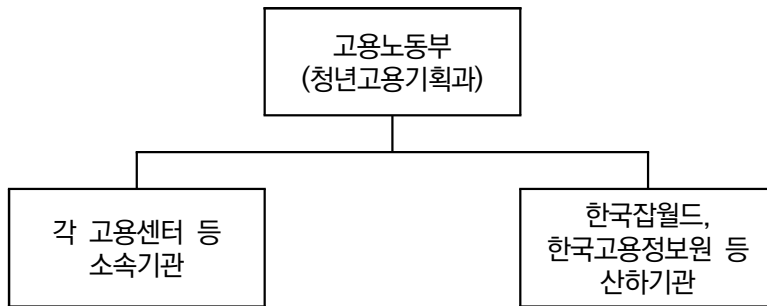 고용노동부
(청년고용기획과)
각 고용센터 등
소속기관
한국잡월드,
한국고용정보원 등
산하기관